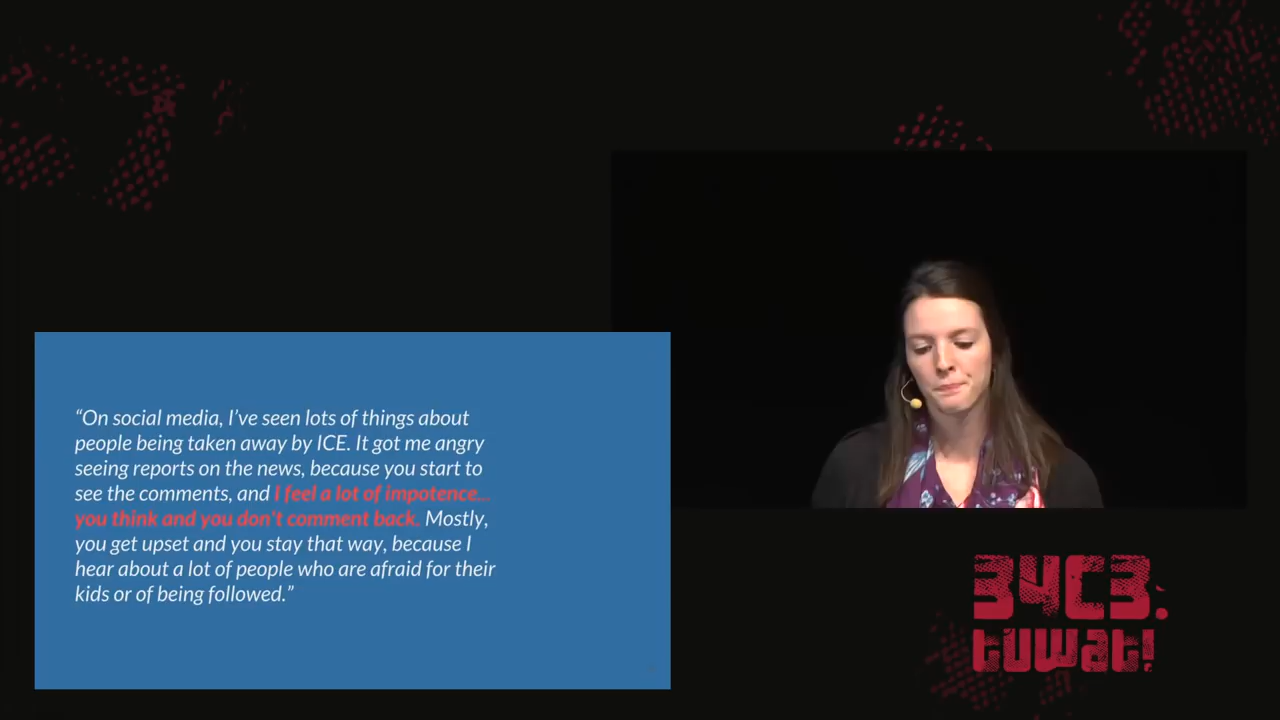 “On social media, I’ve seen lots of things about
people being taken away by ICE. It got me angry
seeing reports on the news, because you start to
see the comments, and I feel a lot of impotence...
you think and you don't comment back. Mostly,
you get upset and you stay that way, because I
hear about a lot of people who are afraid for their
kids or of being followed.”
34C3.
tuwat!